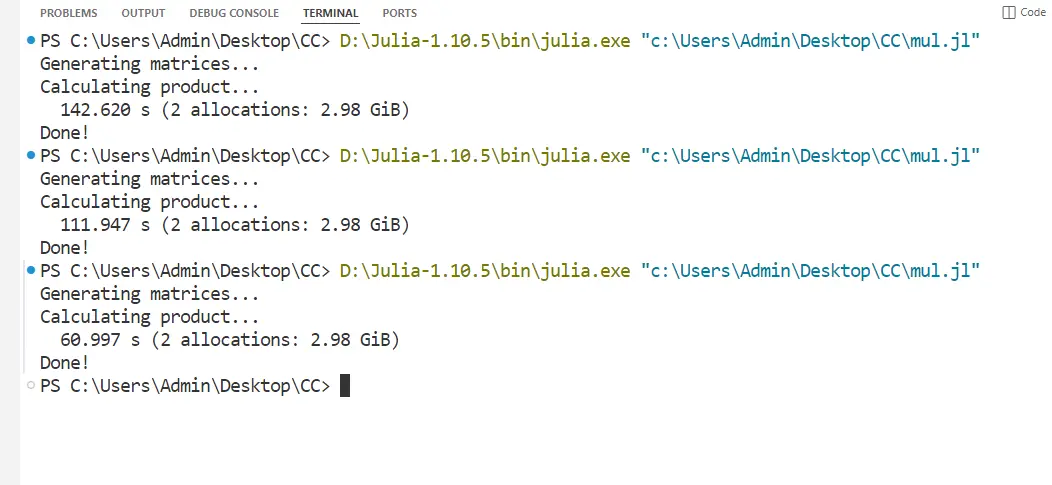 PROBLEMS OUTPUT DEBUG CONSOLE TERMINAL PORTS Code
PS C:\Users\Admin\Desktop\CC> D:\Julia-1.10.5\bin\julia.exe "c:\Users\Admin\Desktop\CC\mul.jl"
Generating matrices...
Calculating product...
142.620 s (2 allocations: 2.98 GiB)
Done!
PS C:\Users\Admin\Desktop\CC> D:\Julia-1.10.5\bin\julia.exe "c:\Users\Admin\Desktop\CC\mul.jl"
Generating matrices...
Calculating product...
111.947 s (2 allocations: 2.98 GiB)
Done!
PS C:\Users\Admin\Desktop\CC> D:\Julia-1.10.5\bin\julia.exe "c:\Users\Admin\Desktop\CC\mul.jl"
Generating matrices...
Calculating product...
60.997 s (2 allocations: 2.98 GiB)
Done!
PS C:\Users\Admin\Desktop\CC>